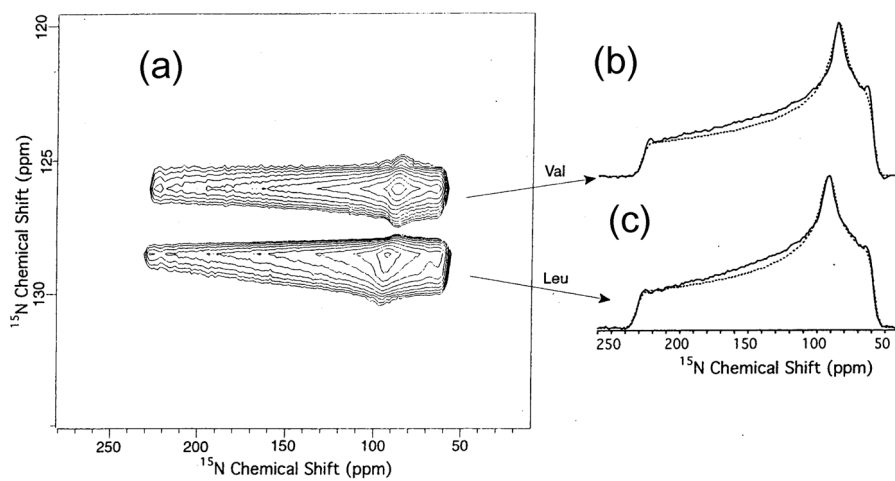 (a)
120
125
130
¹⁵N Chemical Shift (ppm)
250 200 150 100 50
¹⁵N Chemical Shift (ppm)
Val
Leu
(b)
(c)
250 200 150 100 50
¹⁵N Chemical Shift (ppm)